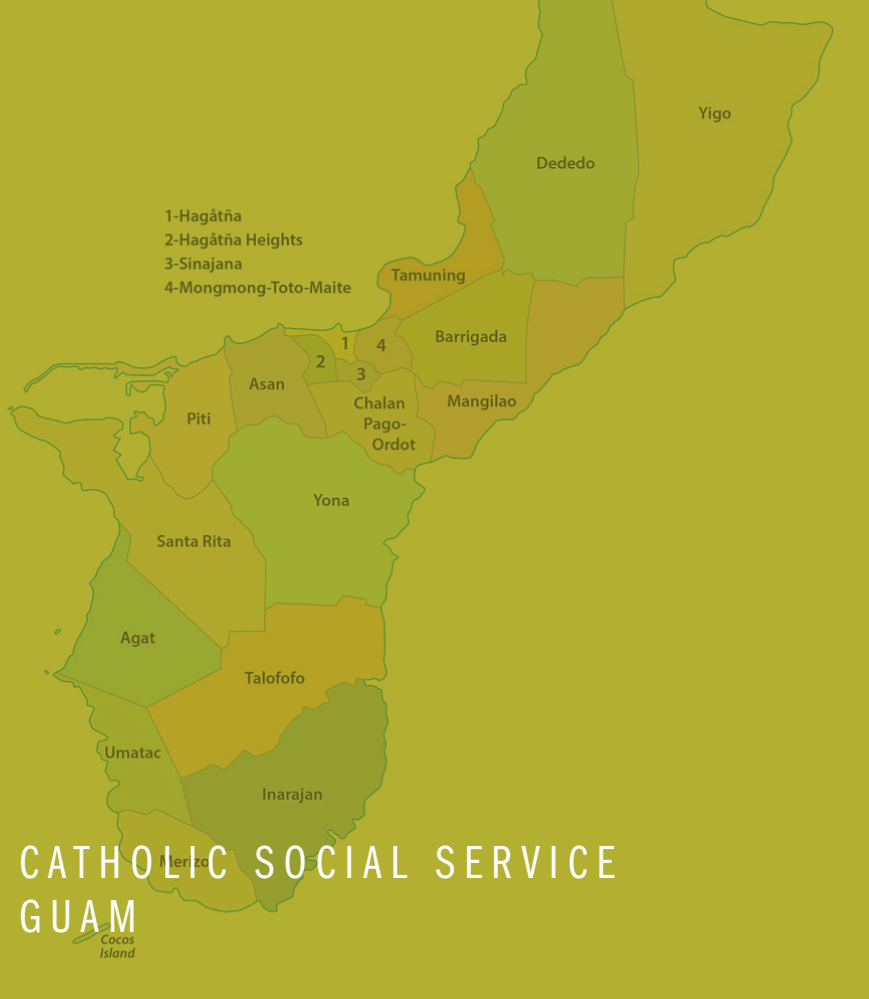 Yigo
Dededo
1-Hagåtña
2-Hagåtña Heights
3-Sinajana
4-Mongmong-Toto-Maite
Tamuning
Barrigada
1
4
2
3
Asan
Mangilao
Chalan
Pago-
Ordot
Piti
Yona
Santa Rita
Agat
Talofofo
Umatac
Inarajan
Merizo
CATHOLIC SOCIAL SERVICE
GUAM
Cocos
Island